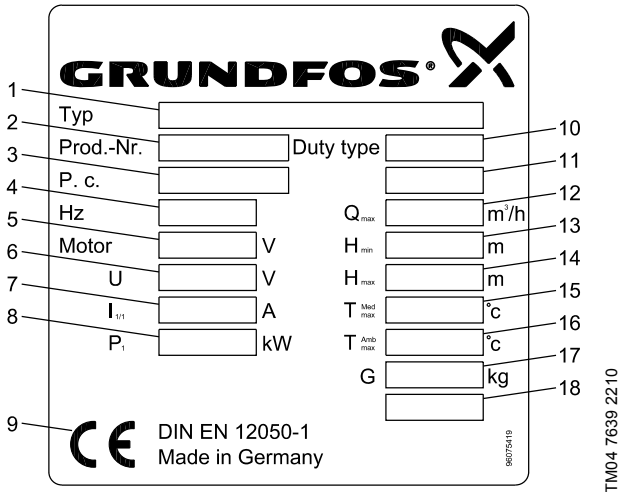 GRUNDFOS®
1
Typ
2
Prod.-Nr.
Duty type
10
3
P. c.
11
4
Hz
Qmax
m³/h
12
5
Motor
V
Hmin
m
13
6
U
V
Hmax
m
14
7
I1/1
A
T Med max
°c
15
8
P1
kW
T Amb max
°c
16
G
kg
17
18
9
CE
DIN EN 12050-1
Made in Germany
96075419
TM04 7639 2210